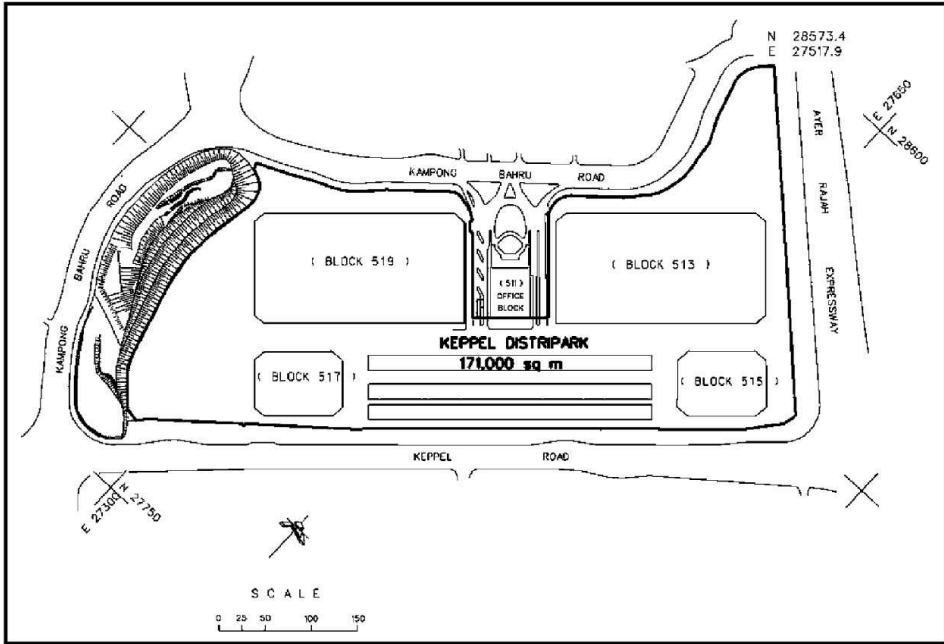 N 28573.4
E 27517.9
E 27650
N 28600
AYER
RAJAH
EXPRESSWAY
KAMPONG BAHRU ROAD
ROAD
BAHRU
KAMPONG
( BLOCK 519 )
( 511 )
OFFICE
BLOCK
( BLOCK 513 )
KEPPEL DISTRIPARK
171,000 sq m
( BLOCK 517 )
( BLOCK 515 )
KEPPEL ROAD
N 27750
E 27300
SCALE
0 25 50 100 150